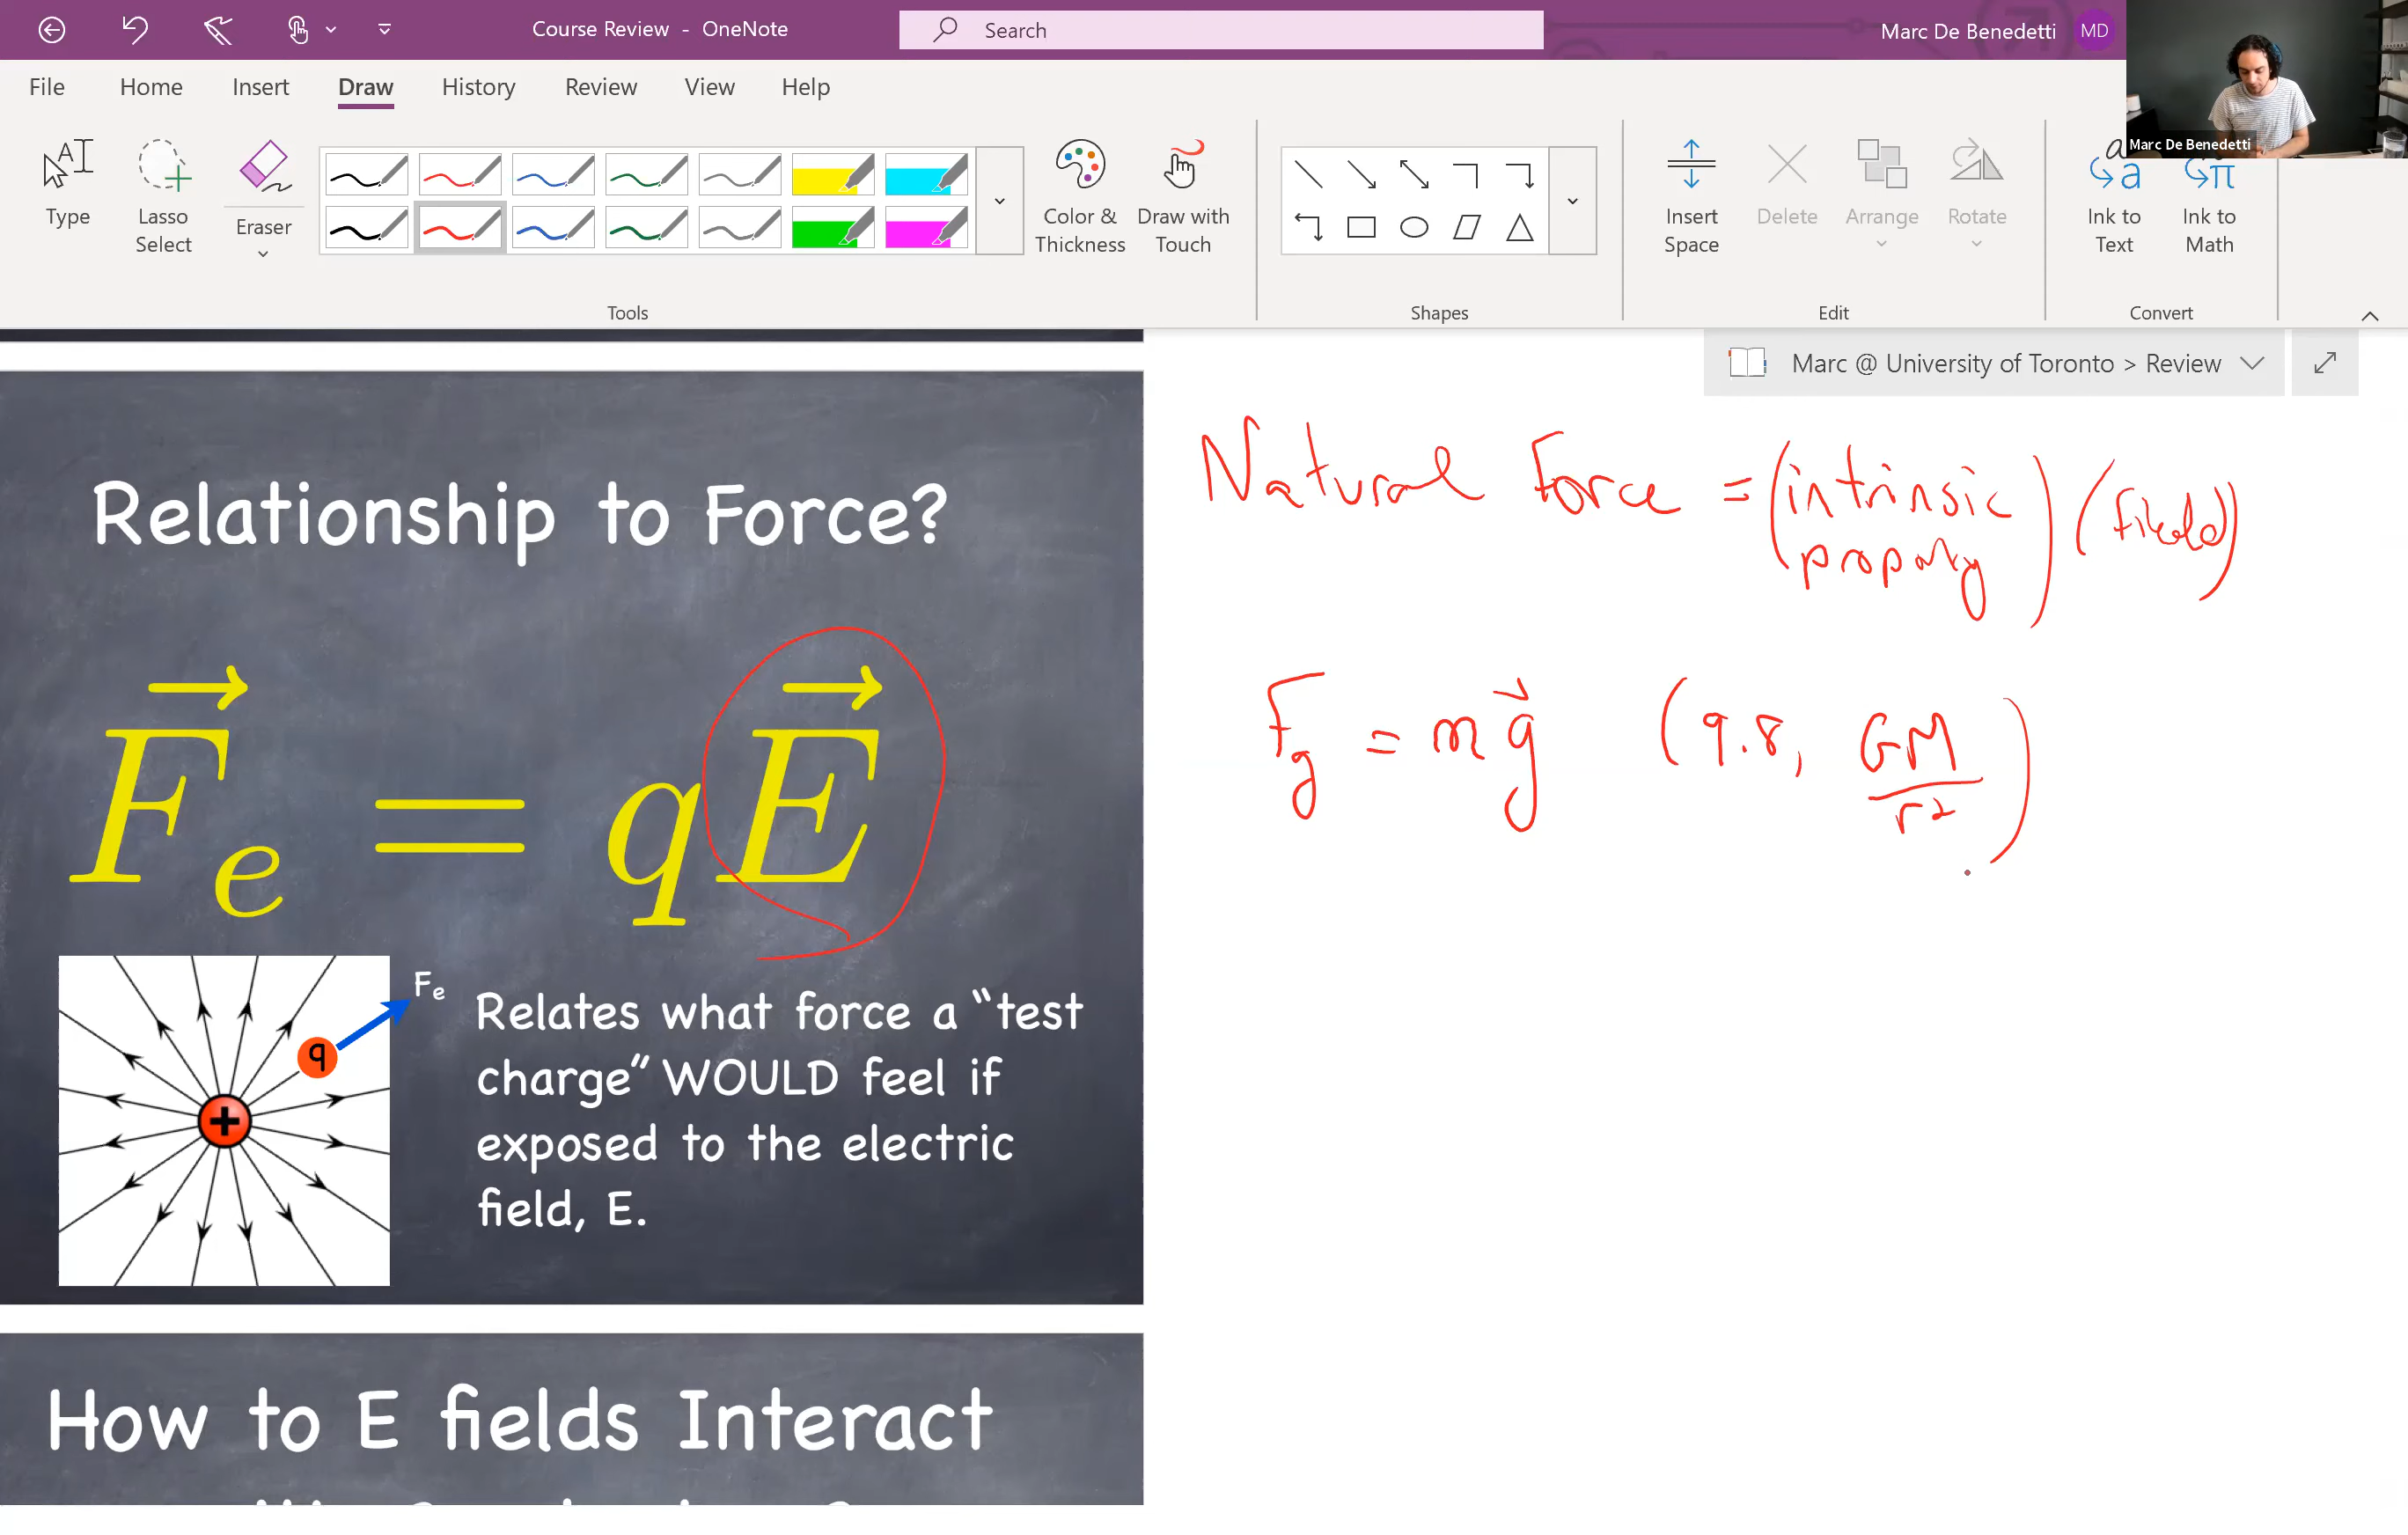 Course Review - OneNote
Search
Marc De Benedetti MD
File Home Insert Draw History Review View Help
Marc De Benedetti
Type
Lasso Select
Eraser
Color & Thickness
Draw with Touch
Insert Space
Delete
Arrange
Rotate
Ink to Text
Ink to Math
Tools
Shapes
Edit
Convert
Marc @ University of Toronto > Review
Relationship to Force?
F⃗e = qE⃗
Fe
q
+
Relates what force a "test
charge" WOULD feel if
exposed to the electric
field, E.
How to E fields Interact
Natural Force = (intrinsic property) (field)
Fg = mg⃗ (9.8, GM/r²)